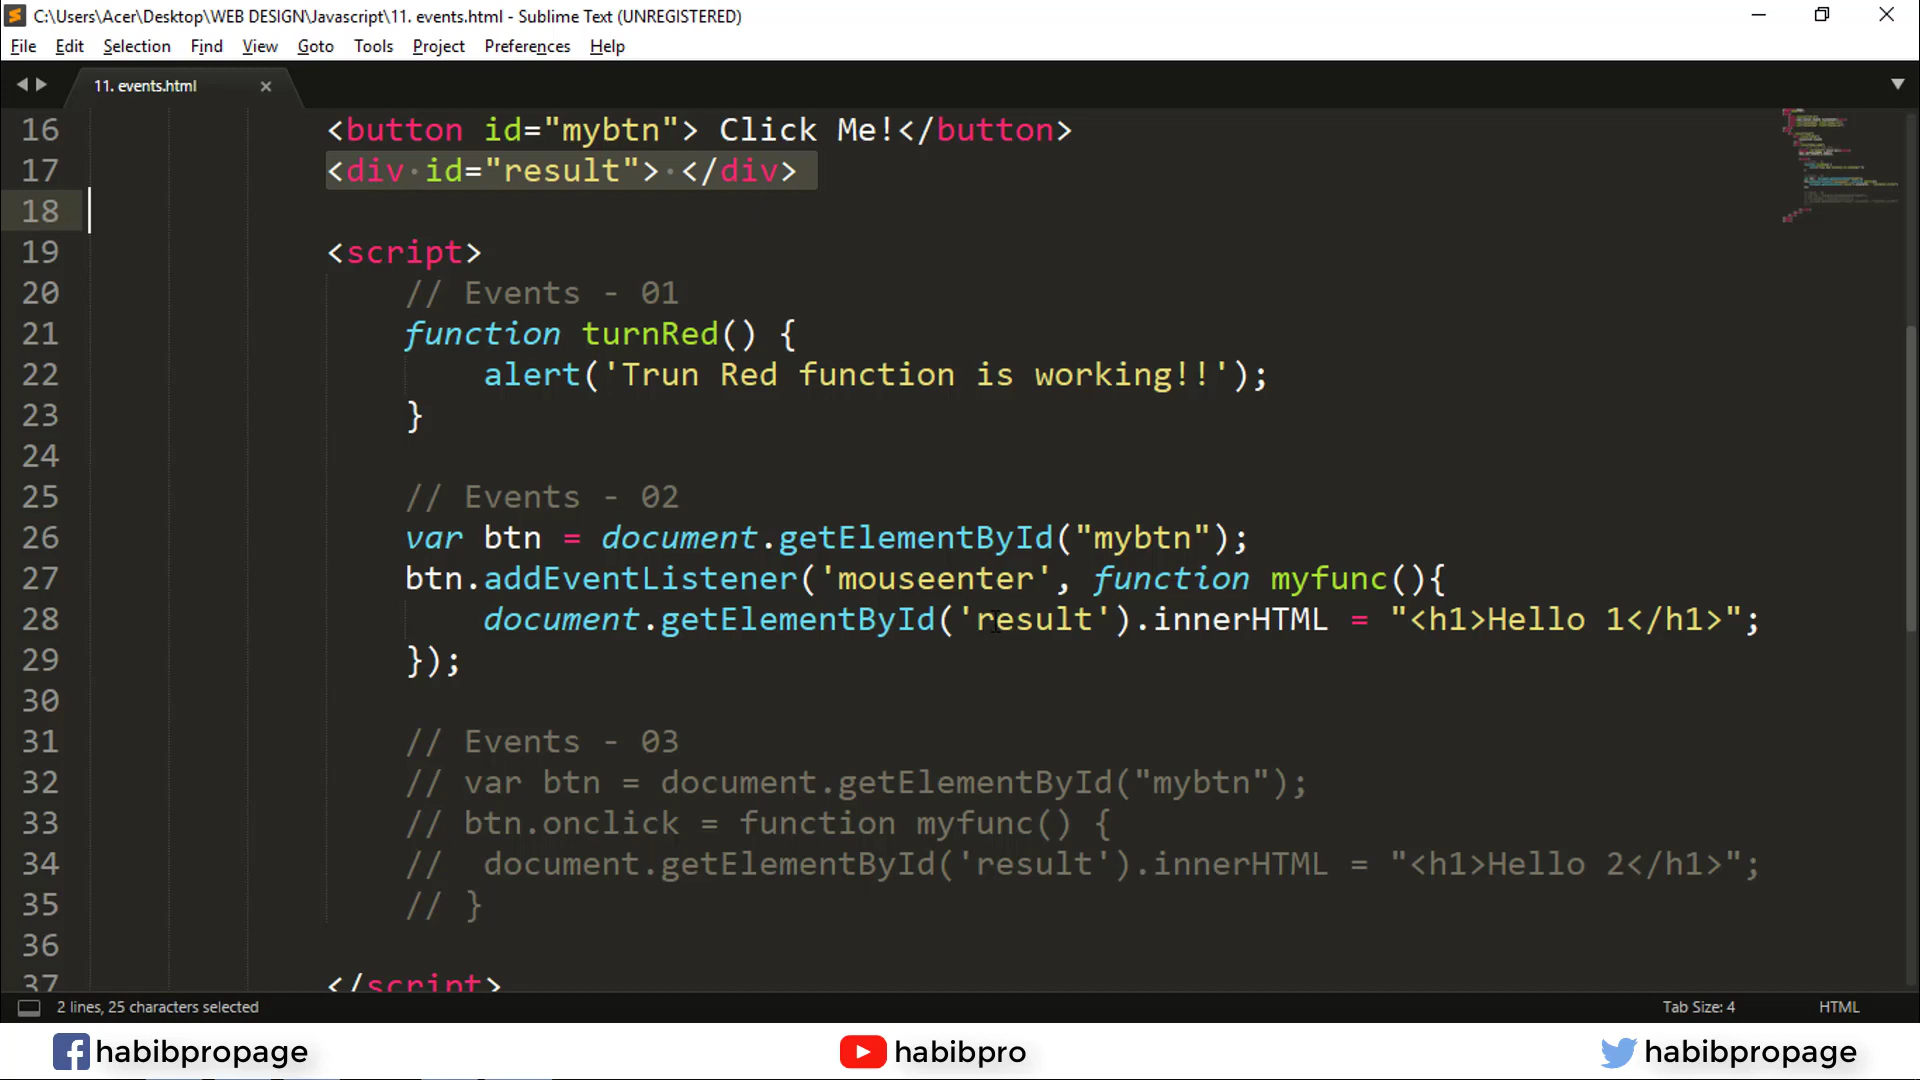 C:\Users\Acer\Desktop\WEB DESIGN\Javascript\11. events.html - Sublime Text (UNREGISTERED)
File Edit Selection Find View Goto Tools Project Preferences Help
11. events.html
16 <button id="mybtn"> Click Me!</button>
17 <div id="result"> </div>
18
19 <script>
20 // Events - 01
21 function turnRed() {
22 alert('Trun Red function is working!!');
23 }
24
25 // Events - 02
26 var btn = document.getElementById("mybtn");
27 btn.addEventListener('mouseenter', function myfunc(){
28 document.getElementById('result').innerHTML = "<h1>Hello 1</h1>";
29 });
30
31 // Events - 03
32 // var btn = document.getElementById("mybtn");
33 // btn.onclick = function myfunc() {
34 // document.getElementById('result').innerHTML = "<h1>Hello 2</h1>";
35 // }
36
37 </script>
2 lines, 25 characters selected Tab Size: 4 HTML
habibpropage habibpro habibpropage